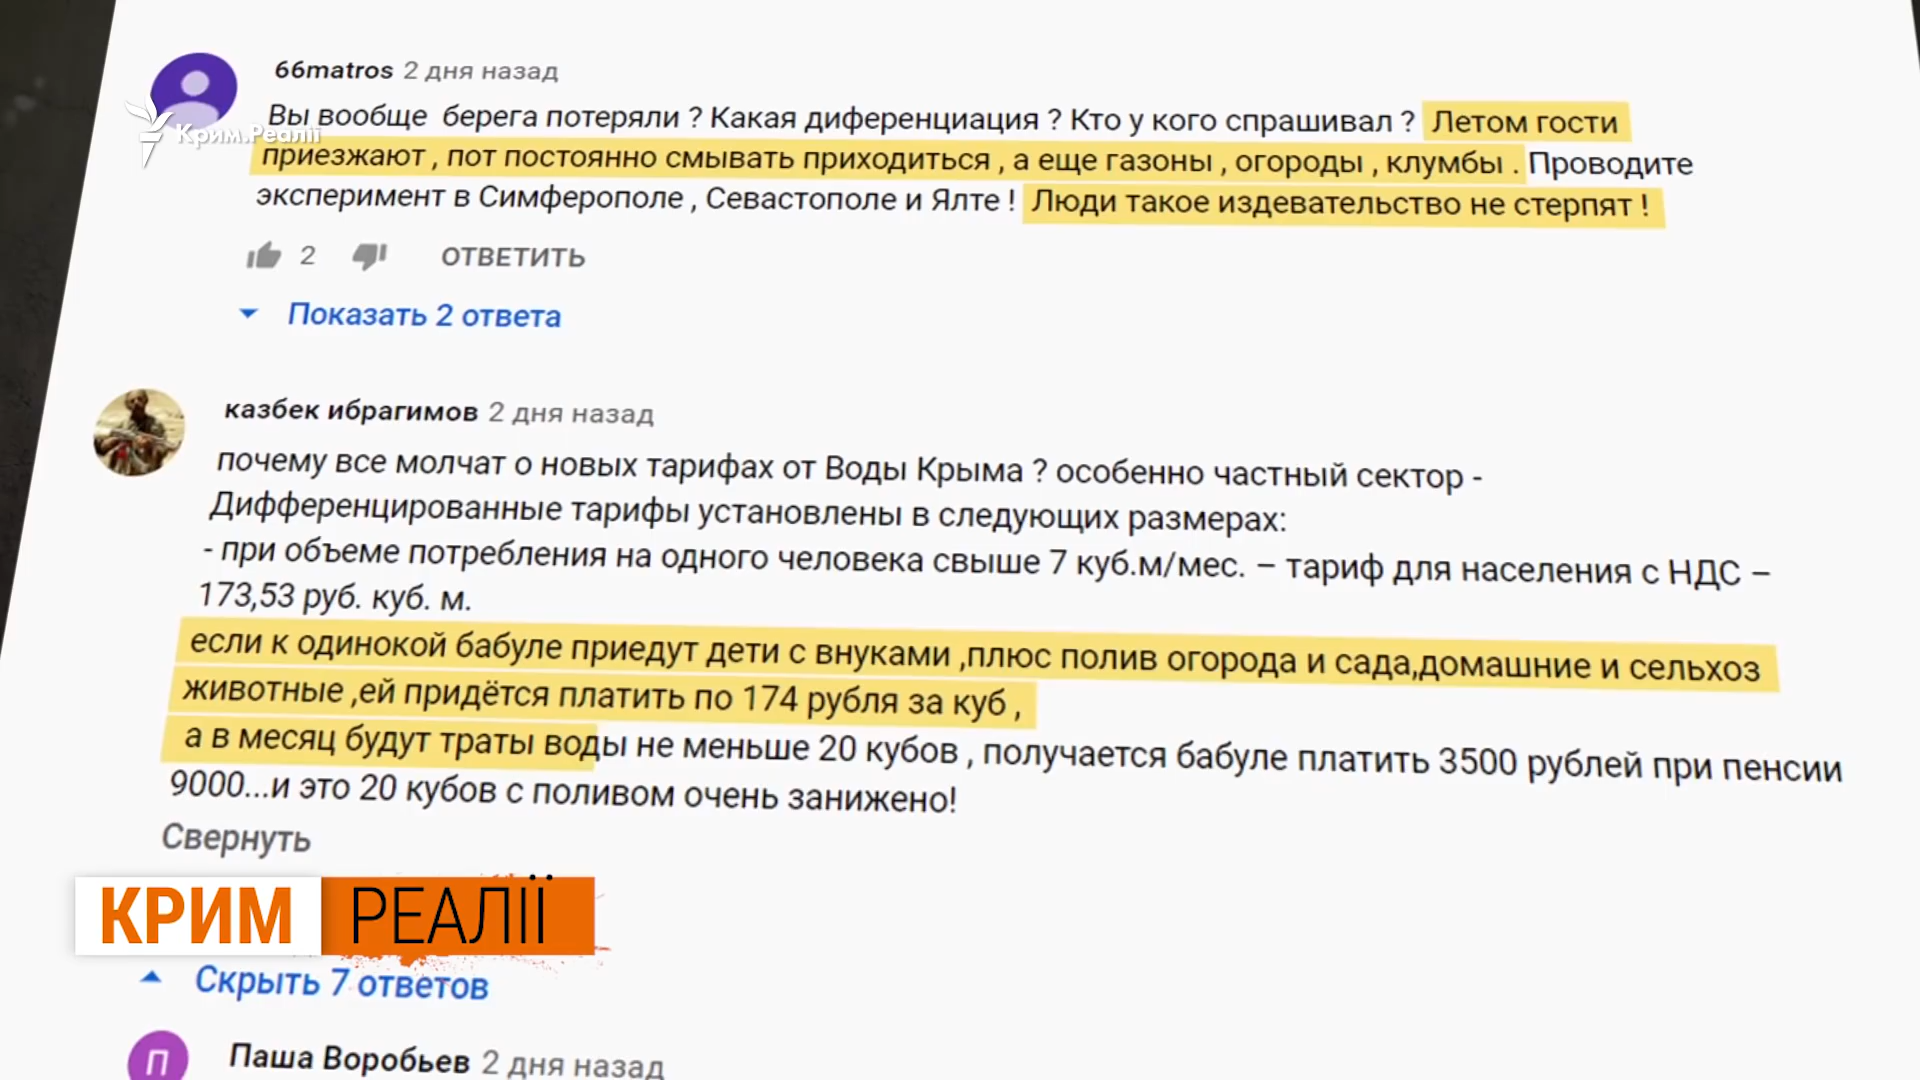 66matros 2 дня назад
Вы вообще берега потеряли ? Какая диференциация ? Кто у кого спрашивал ? Летом гости
приезжают , пот постоянно смывать приходиться , а еще газоны , огороды , клумбы . Проводите
эксперимент в Симферополе , Севастополе и Ялте ! Люди такое издевательство не стерпят !
Крим.Реалії
2 ОТВЕТИТЬ
Показать 2 ответа
казбек ибрагимов 2 дня назад
почему все молчат о новых тарифах от Воды Крыма ? особенно частный сектор -
Дифференцированные тарифы установлены в следующих размерах:
- при объеме потребления на одного человека свыше 7 куб.м/мес. – тариф для населения с НДС –
173,53 руб. куб. м.
если к одинокой бабуле приедут дети с внуками ,плюс полив огорода и сада,домашние и сельхоз
животные ,ей придётся платить по 174 рубля за куб ,
а в месяц будут траты воды не меньше 20 кубов , получается бабуле платить 3500 рублей при пенсии
9000...и это 20 кубов с поливом очень занижено!
Свернуть
КРИМ РЕАЛІЇ
Скрыть 7 ответов
П
Паша Воробьев 2 дня назад